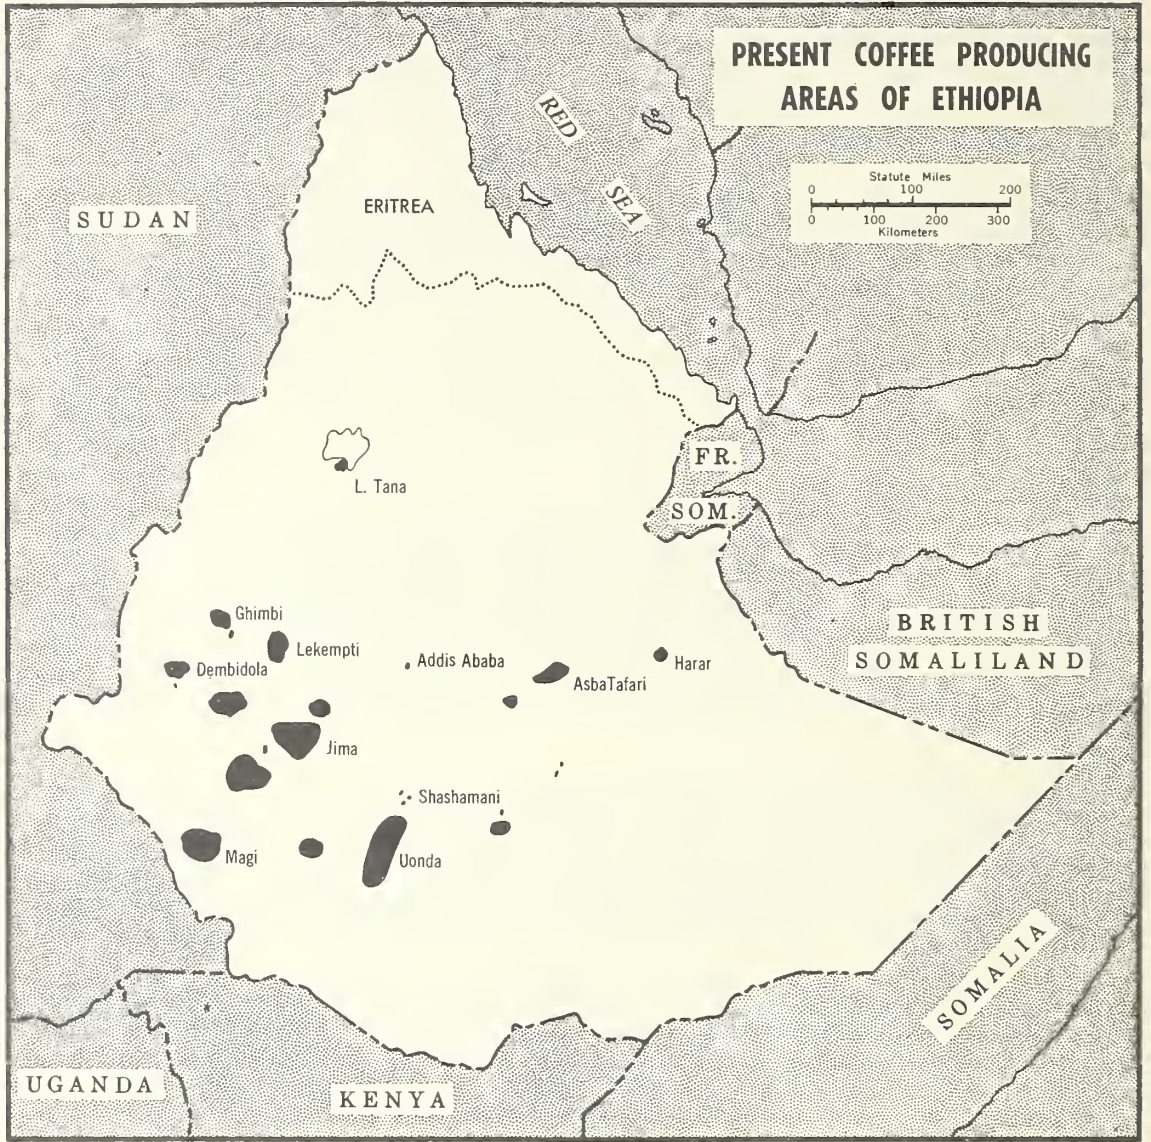 PRESENT COFFEE PRODUCING
AREAS OF ETHIOPIA
Statute Miles
0 100 200
0 100 200 300
Kilometers
RED
SEA
SUDAN
ERITREA
L. Tana
FR.
SOM.
BRITISH
SOMALILAND
Ghimbi
Lekempti
Dembidola
Addis Ababa
Harar
AsbaTafari
Jima
Shashamani
Magi
Uonda
SOMALIA
UGANDA
KENYA